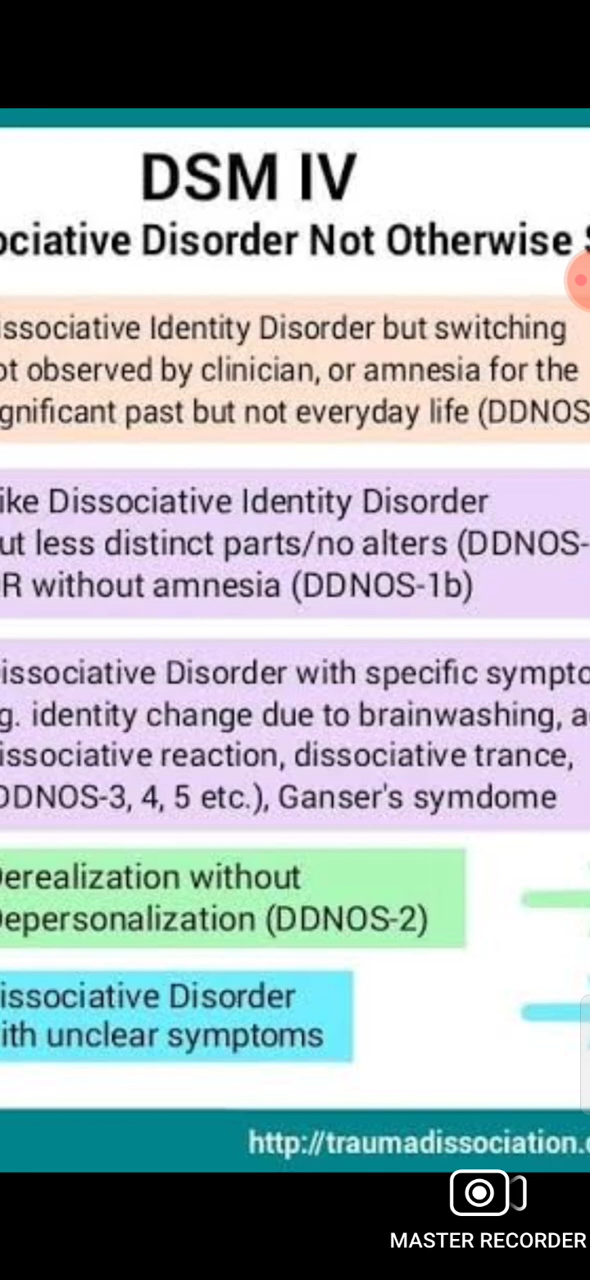 DSM IV
ociative Disorder Not Otherwise S
issociative Identity Disorder but switching
ot observed by clinician, or amnesia for the
gnificant past but not everyday life (DDNOS
ike Dissociative Identity Disorder
ut less distinct parts/no alters (DDNOS-
R without amnesia (DDNOS-1b)
issociative Disorder with specific sympto
g. identity change due to brainwashing, a
issociative reaction, dissociative trance,
DDNOS-3, 4, 5 etc.), Ganser's symdome
erealization without
epersonalization (DDNOS-2)
issociative Disorder
ith unclear symptoms
http://traumadissociation.
MASTER RECORDER